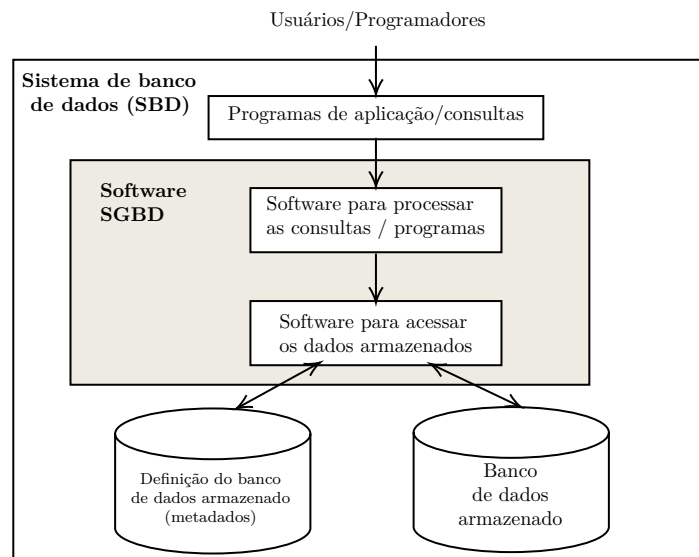 Usuários/Programadores
Sistema de banco
de dados (SBD)
Programas de aplicação/consultas
Software
SGBD
Software para processar
as consultas / programas
Software para acessar
os dados armazenados
Definição do banco
de dados armazenado
(metadados)
Banco
de dados
armazenado